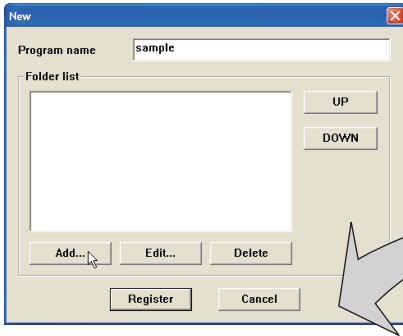 New
Program name sample
Folder list
UP
DOWN
Add... Edit... Delete
Register Cancel